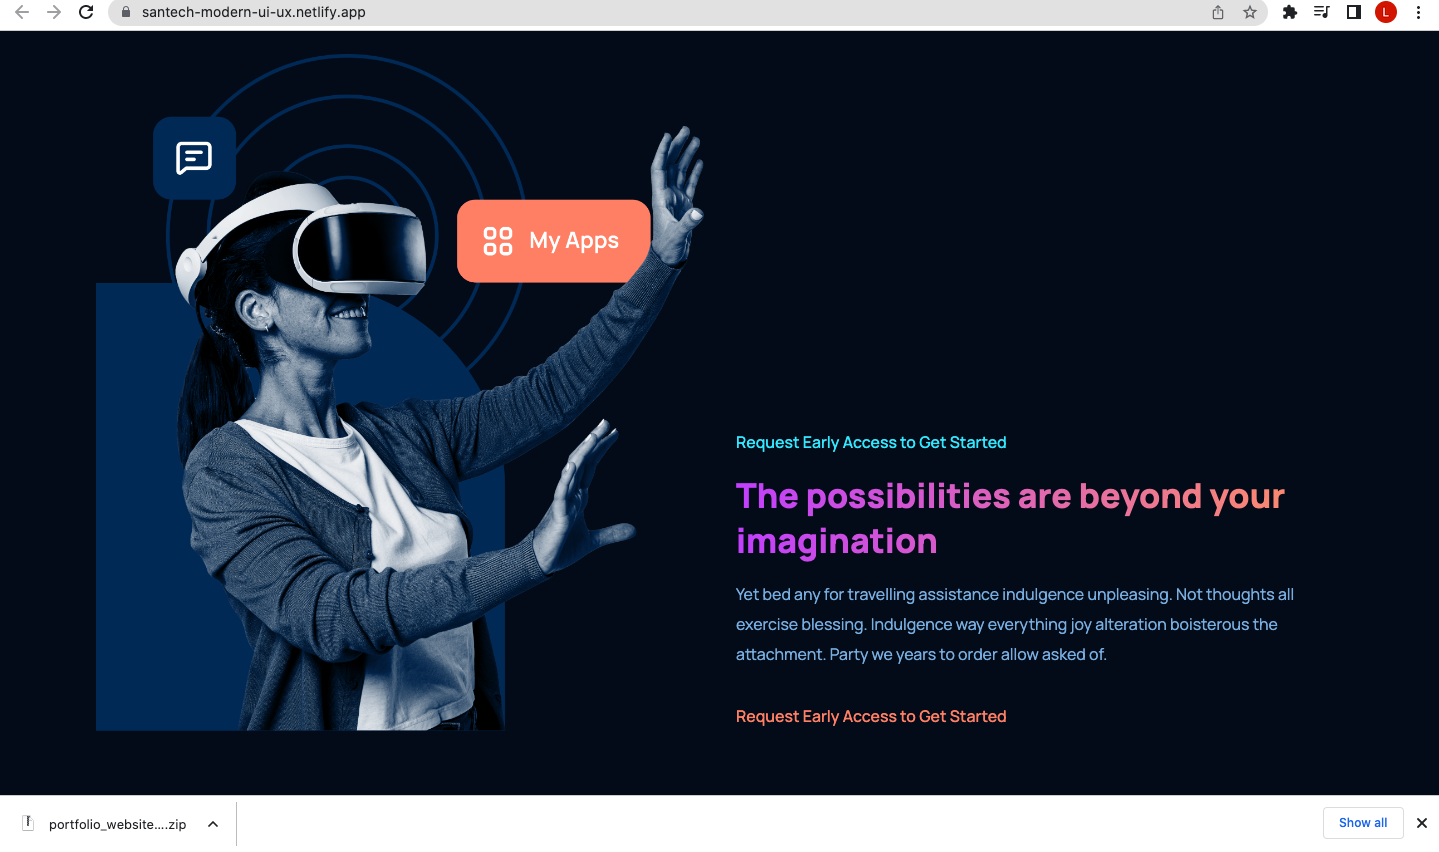 santech-modern-ui-ux.netlify.app
L
My Apps
Request Early Access to Get Started
The possibilities are beyond your
imagination
Yet bed any for travelling assistance indulgence unpleasing. Not thoughts all
exercise blessing. Indulgence way everything joy alteration boisterous the
attachment. Party we years to order allow asked of.
Request Early Access to Get Started
portfolio_website....zip
Show all